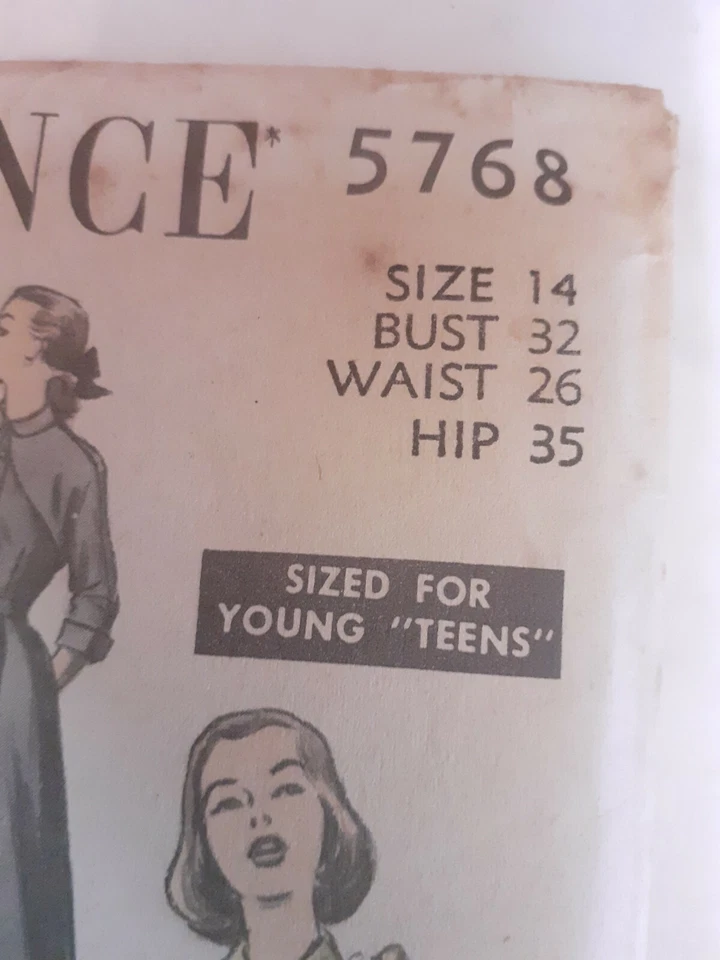 NCE* 5768
SIZE 14
BUST 32
WAIST 26
HIP 35
SIZED FOR
YOUNG "TEENS"